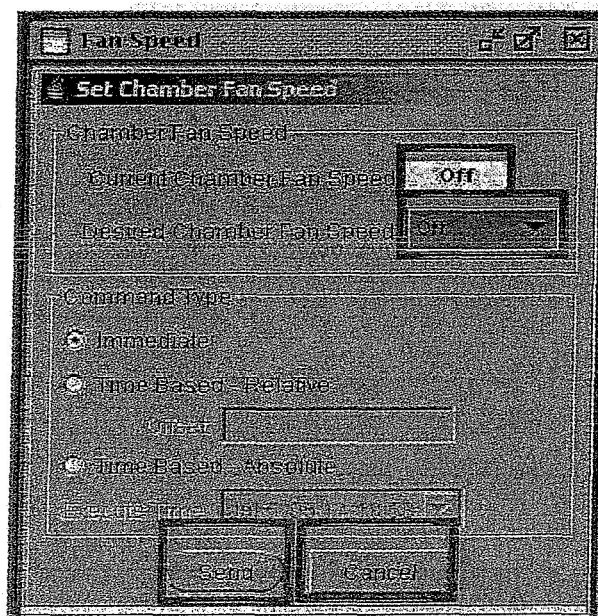 Fan Speed
Set Chamber Fan Speed
Chamber Fan Speed
Current Chamber Fan Speed Off
Desired Chamber Fan Speed Off
Command Type
Immediate
Time Based - Relative
Offset
Time Based - Absolute
Execute Time
Send Cancel